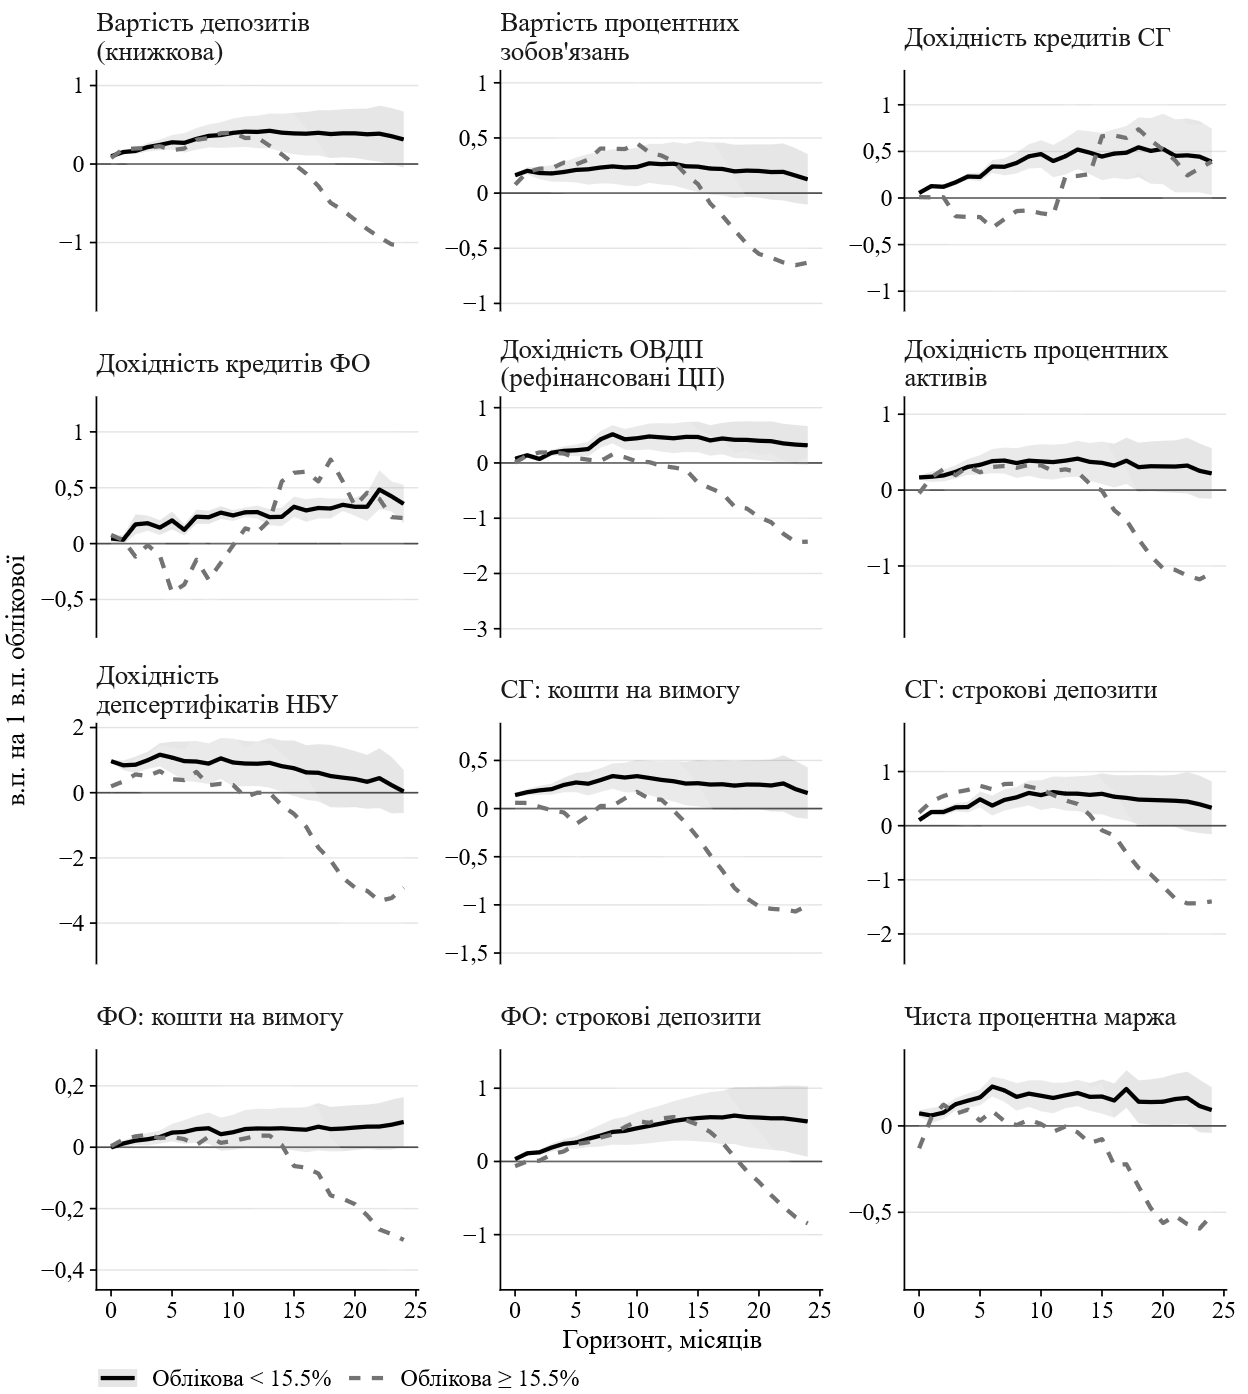 Вартість депозитів
(книжкова)
1
0
−1
Вартість процентних
зобов'язань
1
0,5
0
−0,5
−1
Дохідність кредитів СГ
1
0,5
0
−0,5
−1
Дохідність кредитів ФО
1
0,5
0
−0,5
Дохідність ОВДП
(рефінансовані ЦП)
1
0
−1
−2
−3
Дохідність процентних
активів
1
0
−1
Дохідність
депсертифікатів НБУ
2
0
−2
−4
СГ: кошти на вимогу
0,5
0
−0,5
−1
−1,5
СГ: строкові депозити
1
0
−1
−2
ФО: кошти на вимогу
0,2
0
−0,2
−0,4
0 5 10 15 20 25
ФО: строкові депозити
1
0
−1
0 5 10 15 20 25
Чиста процентна маржа
0
−0,5
0 5 10 15 20 25
в.п. на 1 в.п. облікової
Горизонт, місяців
Облікова < 15.5% Облікова ≥ 15.5%